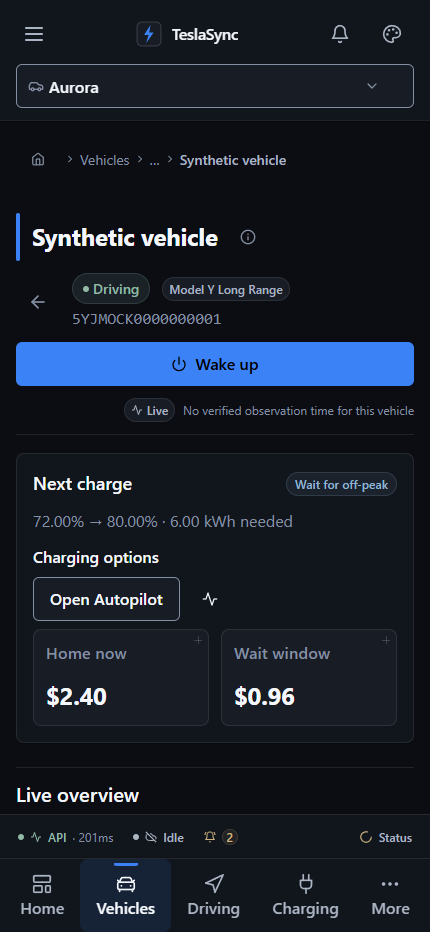 TeslaSync
Aurora
Vehicles ... Synthetic vehicle
Synthetic vehicle
Driving Model Y Long Range
5YJMOCK0000000001
Wake up
Live No verified observation time for this vehicle
Next charge Wait for off-peak
72.00% → 80.00% · 6.00 kWh needed
Charging options
Open Autopilot
Home now Wait window
$2.40 $0.96
Live overview
API · 201ms Idle 2 Status
Home Vehicles Driving Charging More